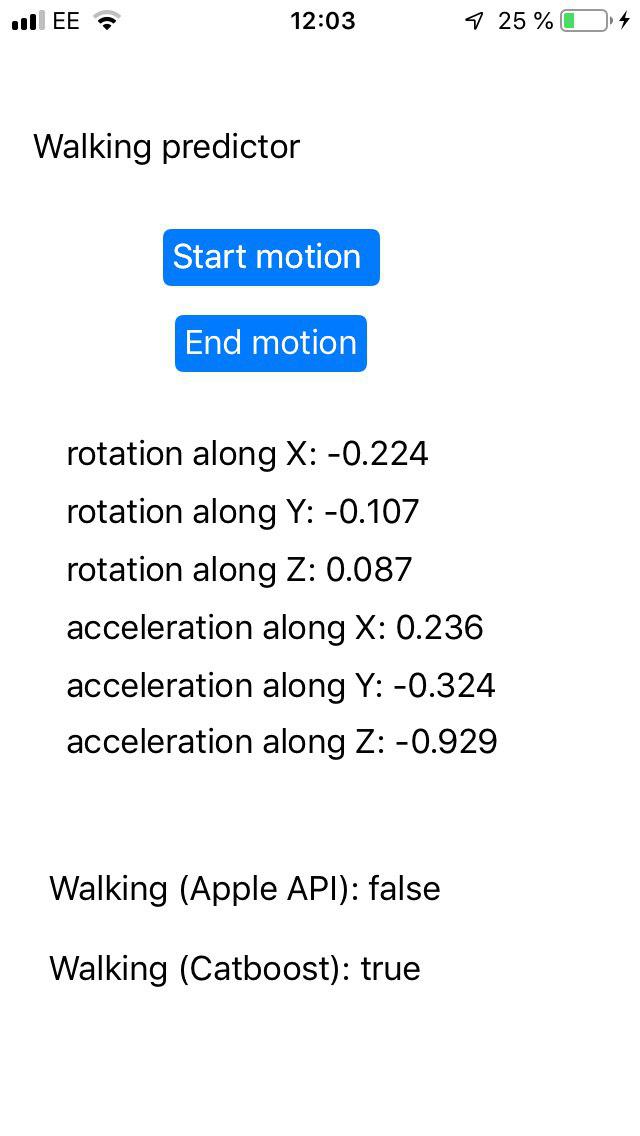 EE 12:03 25 %
Walking predictor
Start motion
End motion
rotation along X: -0.224
rotation along Y: -0.107
rotation along Z: 0.087
acceleration along X: 0.236
acceleration along Y: -0.324
acceleration along Z: -0.929
Walking (Apple API): false
Walking (Catboost): true